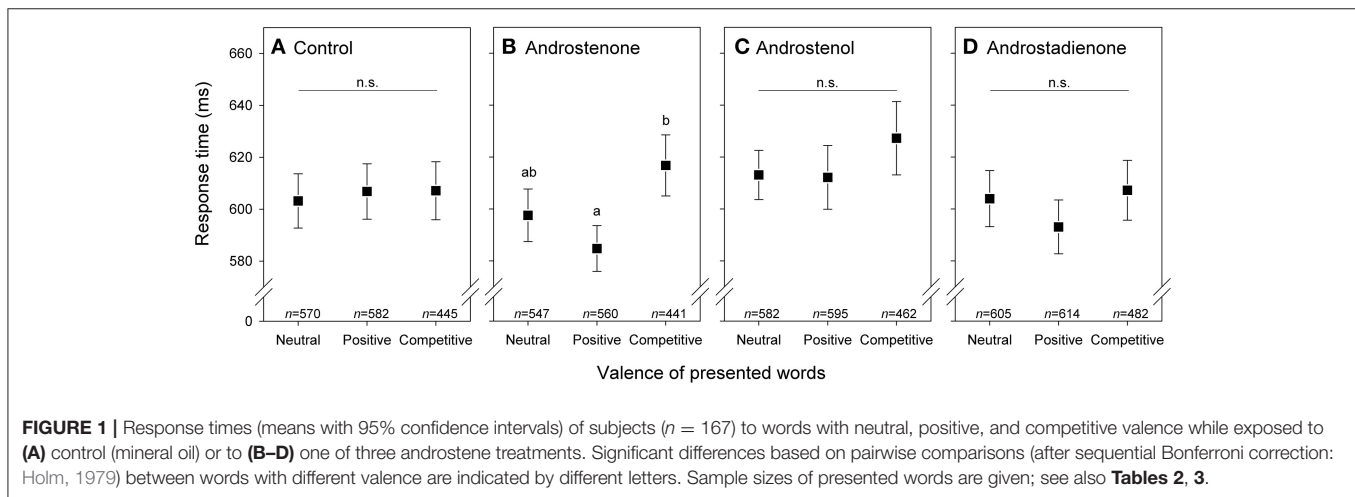 A Control
B Androstenone
C Androstenol
D Androstadienone
Response time (ms)
660
640
620
600
580
0
n.s.
ab
a
b
n.s.
n.s.
n=570 n=582 n=445
n=547 n=560 n=441
n=582 n=595 n=462
n=605 n=614 n=482
Neutral Positive Competitive
Neutral Positive Competitive
Neutral Positive Competitive
Neutral Positive Competitive
Valence of presented words
FIGURE 1 | Response times (means with 95% confidence intervals) of subjects (n = 167) to words with neutral, positive, and competitive valence while exposed to
(A) control (mineral oil) or to (B–D) one of three androstene treatments. Significant differences based on pairwise comparisons (after sequential Bonferroni correction:
Holm, 1979) between words with different valence are indicated by different letters. Sample sizes of presented words are given; see also Tables 2, 3.